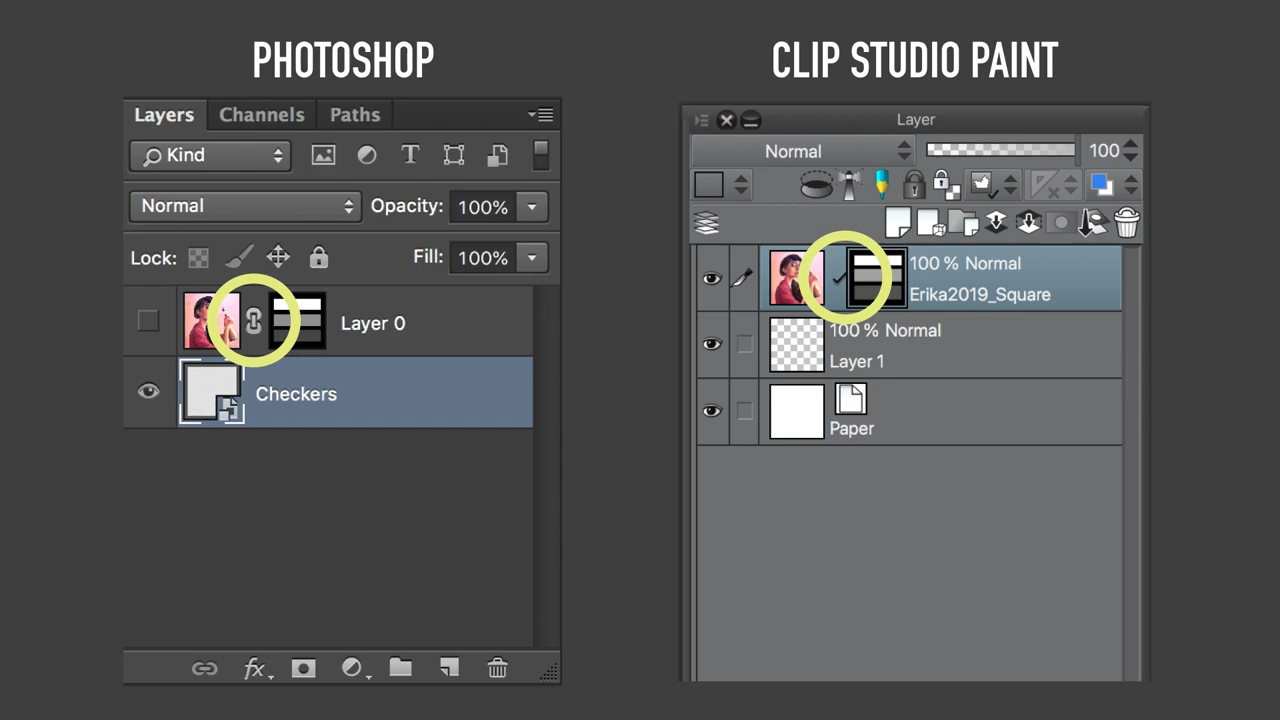 PHOTOSHOP
Layers Channels Paths
Kind
Normal Opacity: 100%
Lock: Fill: 100%
Layer 0
Checkers
CLIP STUDIO PAINT
Layer
Normal 100
100 % Normal
Erika2019_Square
100 % Normal
Layer 1
Paper